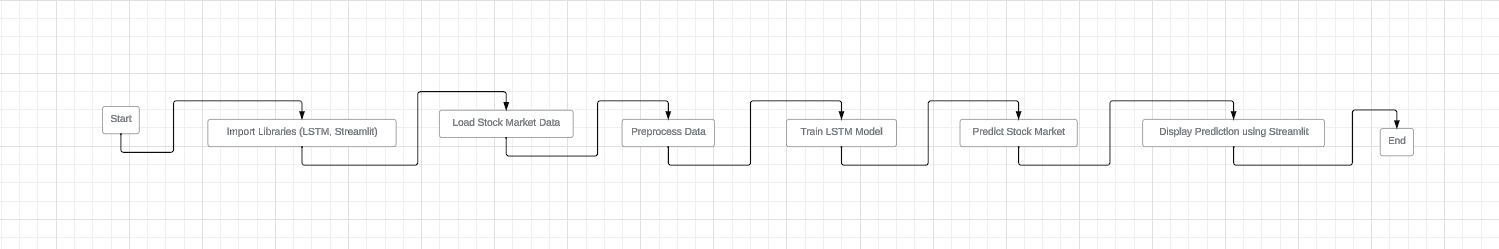 Start
Import Libraries (LSTM, Streamlit)
Load Stock Market Data
Preprocess Data
Train LSTM Model
Predict Stock Market
Display Prediction using Streamlit
End